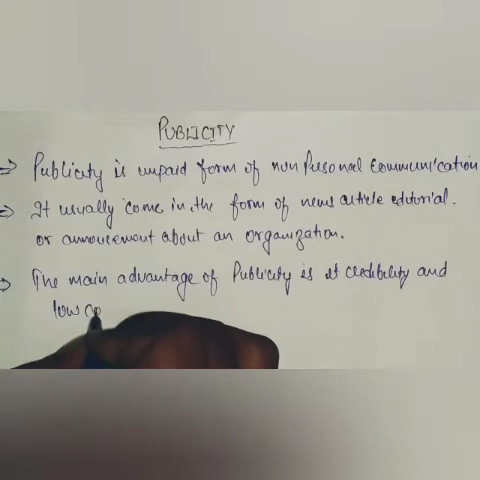 PUBLICITY
⇒ Publicity is unpaid form of non Personal Communication
⇒ It usually come in the form of news article editorial.
or announcement about an organization.
⇒ The main advantage of Publicity is it credibility and
low co